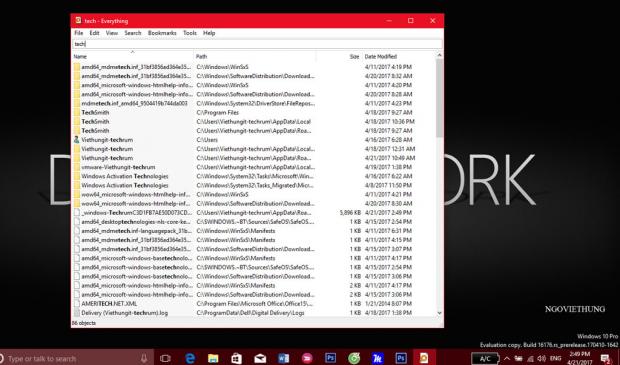 tech - Everything
File Edit View Search Bookmarks Tools Help
tech
Name Path Size Date Modified
amd64_mdmetech.inf_31bf3856ad364e35... C:\Windows\WinSxS 4/11/2017 4:19 PM
amd64_mdmetech.inf_31bf3856ad364e35... C:\Windows\SoftwareDistribution\Download... 4/20/2017 8:32 AM
amd64_microsoft-windows-htmlhelp-info... C:\Windows\WinSxS 4/11/2017 4:20 PM
amd64_microsoft-windows-htmlhelp-info... C:\Windows\SoftwareDistribution\Download... 4/20/2017 8:28 AM
mdmetech.inf_amd64_9504419b744da003 C:\Windows\System32\DriverStore\FileRepos... 4/11/2017 4:23 PM
TechSmith C:\Program Files 4/18/2017 9:27 AM
TechSmith C:\Users\Viethungit-techrum\AppData\Local 4/18/2017 10:36 PM
TechSmith C:\Users\Viethungit-techrum\AppData\Roa... 4/18/2017 9:27 AM
Viethungit-techrum C:\Users 4/16/2017 6:28 AM
Viethungit-techrum C:\Users\Viethungit-techrum\AppData\Local... 4/18/2017 12:31 AM
Viethungit-techrum C:\Users\Viethungit-techrum\AppData\Roa... 4/21/2017 10:49 AM
vmware-Viethungit-techrum C:\Users\Viethungit-techrum\AppData\Local... 4/19/2017 1:38 PM
Windows Activation Technologies C:\Windows\System32\Tasks\Microsoft\Win... 4/16/2017 6:22 AM
Windows Activation Technologies C:\Windows\System32\Tasks_Migrated\Micr... 4/8/2017 11:50 PM
wow64_microsoft-windows-htmlhelp-inf... C:\Windows\WinSxS 4/11/2017 4:21 PM
wow64_microsoft-windows-htmlhelp-inf... C:\Windows\SoftwareDistribution\Download... 4/20/2017 8:30 AM
_windows-TechrumC3D1FB7AE50D073CD... C:\Users\Viethungit-techrum\AppData\Roa... 5,896 KB 4/21/2017 2:49 PM
amd64_desktoptechnologies-nls-core-ke... C:\$WINDOWS.~BT\Sources\SafeOS\SafeOS.... 1 KB 4/15/2017 2:54 PM
amd64_mdmetech.inf-languagepack_31b... C:\Windows\WinSxS\Manifests 1 KB 4/11/2017 6:31 PM
amd64_mdmetech.inf_31bf3856ad364e35... C:\Windows\WinSxS\Manifests 1 KB 4/11/2017 4:15 PM
amd64_mdmetech.inf_31bf3856ad364e35... C:\Windows\SoftwareDistribution\Download... 1 KB 4/15/2017 3:07 PM
amd64_microsoft-windows-basetechnolo... C:\Windows\WinSxS\Manifests 1 KB 4/11/2017 4:17 PM
amd64_microsoft-windows-basetechnolo... C:\$WINDOWS.~BT\Sources\SafeOS\SafeOS.... 1 KB 4/15/2017 2:54 PM
amd64_microsoft-windows-basetechnolo... C:\Windows\SoftwareDistribution\Download... 1 KB 4/15/2017 3:06 PM
amd64_microsoft-windows-htmlhelp-info... C:\Windows\WinSxS\Manifests 2 KB 4/11/2017 4:17 PM
amd64_microsoft-windows-htmlhelp-info... C:\Windows\SoftwareDistribution\Download... 2 KB 4/15/2017 3:06 PM
AMERITECH.NET.XML C:\Program Files\Microsoft Office\Office15\... 1 KB 1/21/2014 8:07 PM
Delivery (Viethungit-techrum).log C:\ProgramData\Dell\Digital Delivery\Logs 1 KB 4/18/2017 1:38 PM
86 objects
D
ORK
NGOVIETHUNG
Windows 10 Pro
Evaluation copy. Build 16176.rs_prerelease.170410-1642
Type or talk to search
A/C
ENG
2:49 PM
4/21/2017